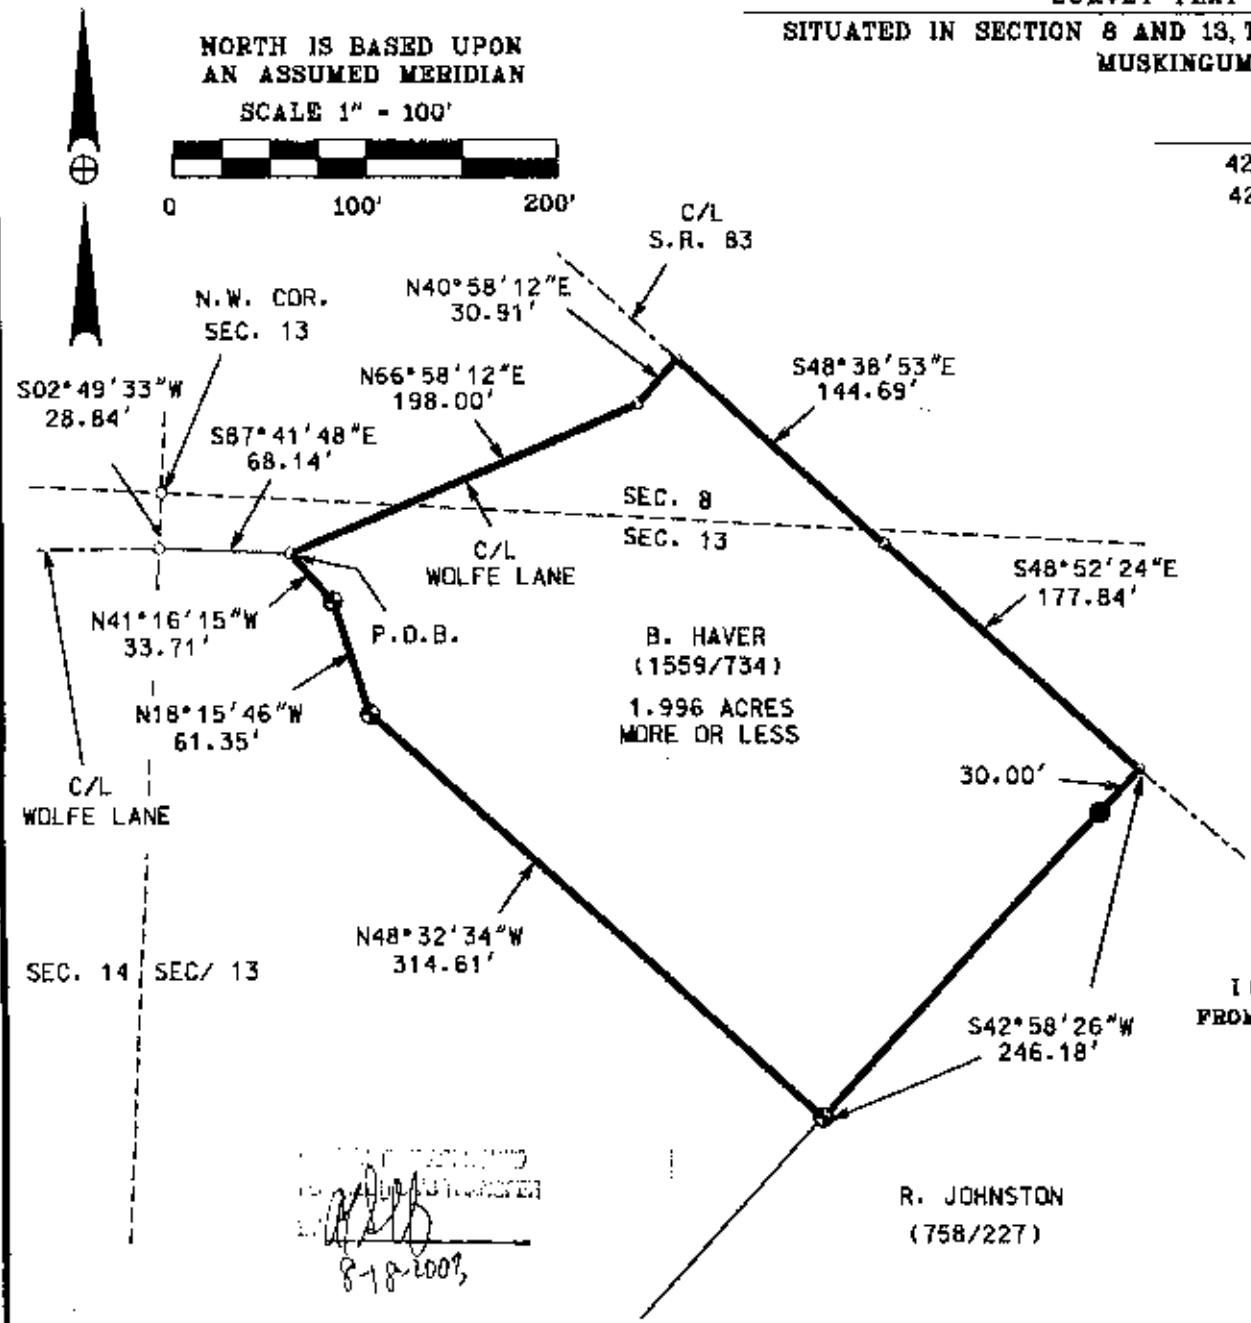 SITUATED IN SECTION 8 AND 13, T
MUSKINGUM
NORTH IS BASED UPON
AN ASSUMED MERIDIAN
SCALE 1" - 100'
0 100' 200'
42
42
C/L
S.R. 83
N.W. COR.
SEC. 13
N40°58'12"E
30.91'
S02°49'33"W
28.84'
N66°58'12"E
198.00'
S48°38'53"E
144.69'
S87°41'48"E
68.14'
SEC. 8
SEC. 13
C/L
WOLFE LANE
S48°52'24"E
177.84'
N41°16'15"W
33.71'
P.O.B.
B. HAVER
(1559/734)
1.996 ACRES
MORE OR LESS
N18°15'46"W
61.35'
C/L
WOLFE LANE
30.00'
N48°32'34"W
314.61'
SEC. 14 SEC/ 13
I
FROM
S42°58'26"W
246.18'
R. JOHNSTON
(758/227)